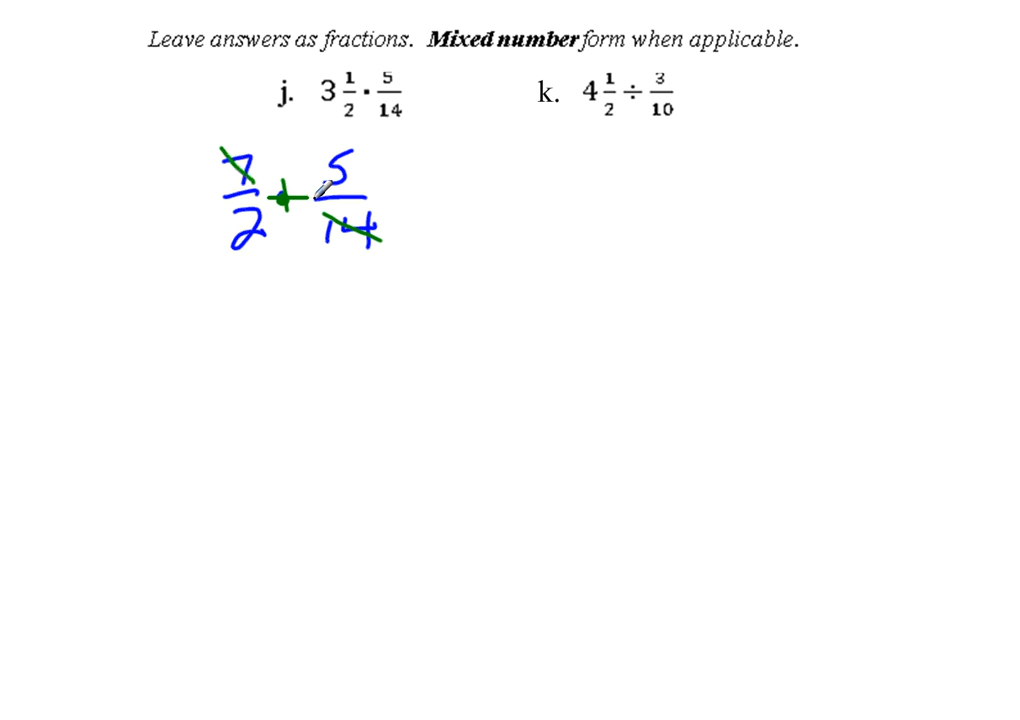 Leave answers as fractions. Mixed number form when applicable.
j. 3 1/2 · 5/14 k. 4 1/2 ÷ 3/10
7/2 + 5/14